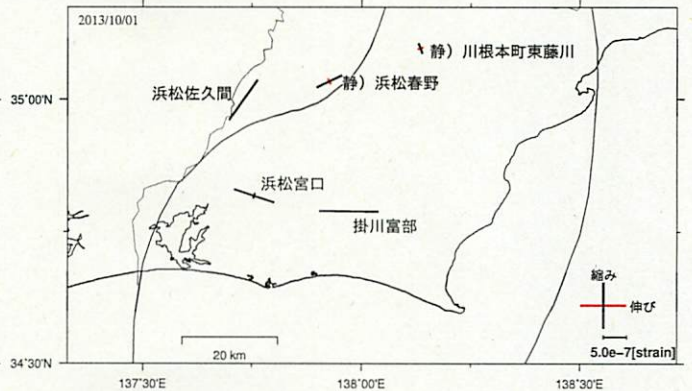 2013/10/01
静）川根本町東藤川
静）浜松春野
浜松佐久間
35°00'N
浜松宮口
掛川富部
縮み
伸び
5.0e-7[strain]
20 km
34°30'N
137°30'E
138°00'E
138°30'E